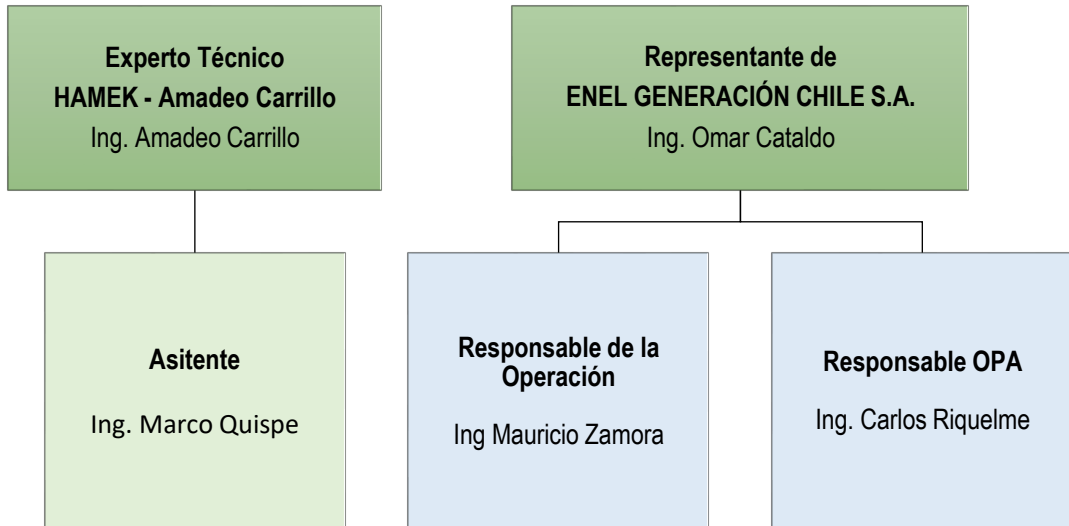 Experto Técnico
HAMEK - Amadeo Carrillo
Ing. Amadeo Carrillo
Representante de
ENEL GENERACIÓN CHILE S.A.
Ing. Omar Cataldo
Asitente
Ing. Marco Quispe
Responsable de la
Operación
Ing Mauricio Zamora
Responsable OPA
Ing. Carlos Riquelme